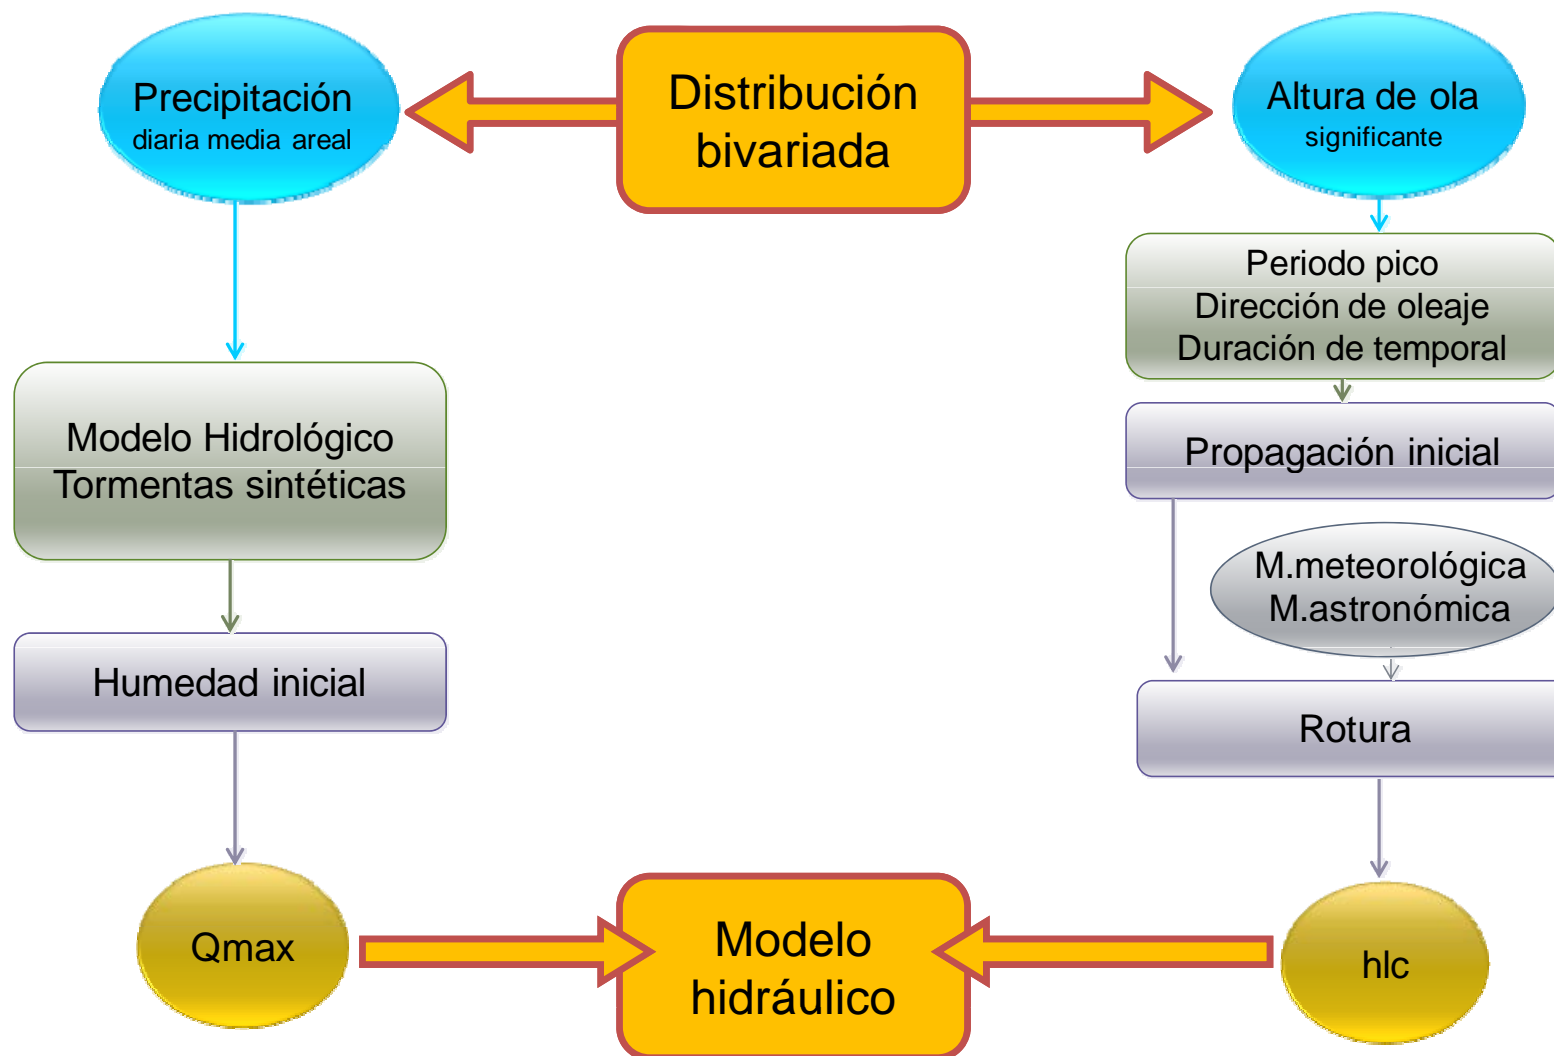 Distribución
bivariada
Precipitación
diaria media areal
Altura de ola
significante
Periodo pico
Dirección de oleaje
Duración de temporal
Modelo Hidrológico
Tormentas sintéticas
Propagación inicial
M.meteorológica
M.astronómica
Humedad inicial
Rotura
Qmax
Modelo
hidráulico
hlc